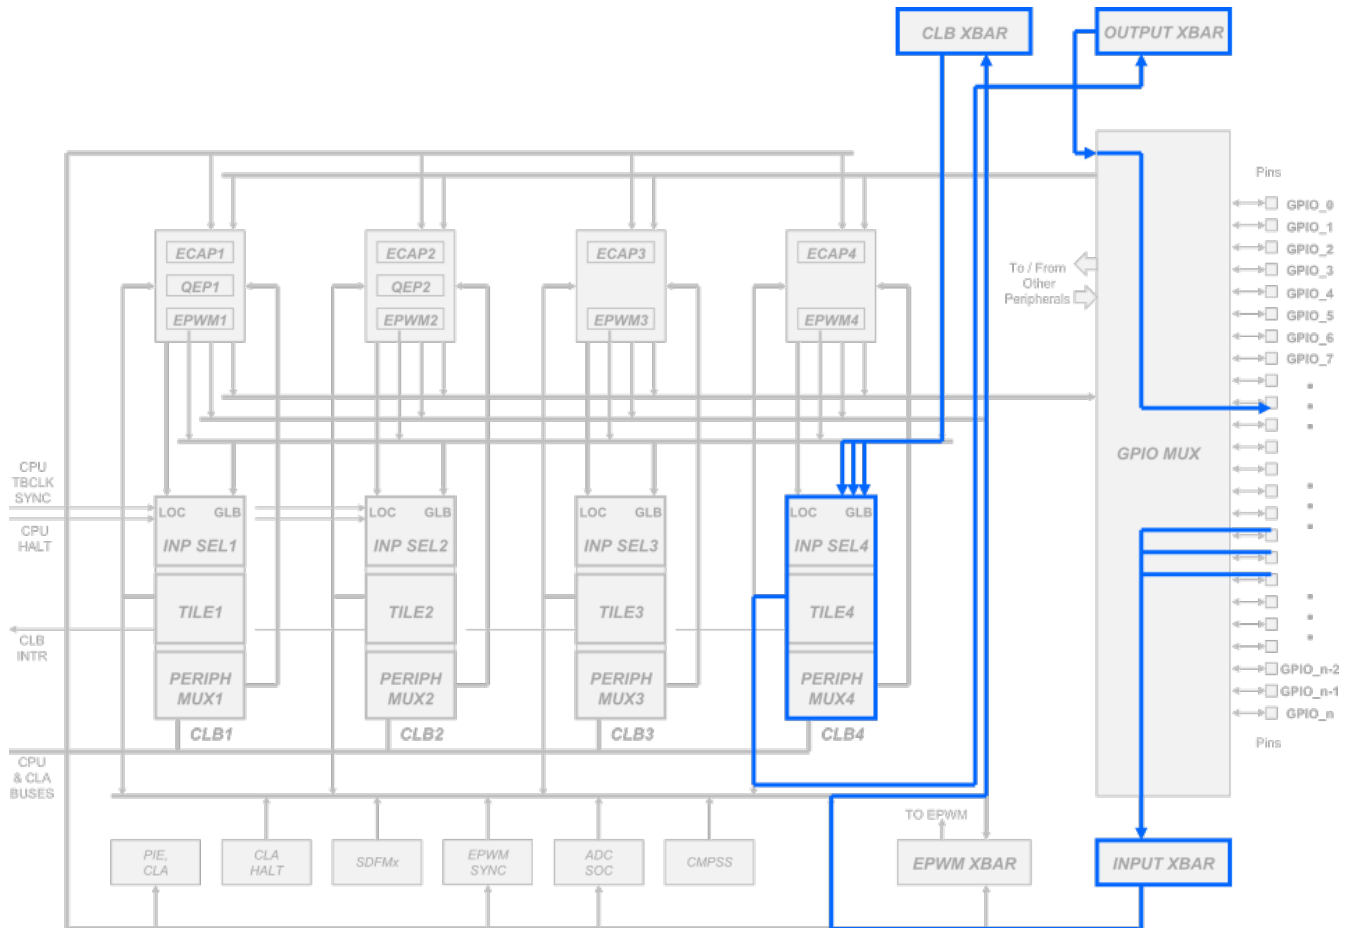 CLB XBAR
OUTPUT XBAR
Pins
GPIO_0
GPIO_1
GPIO_2
GPIO_3
GPIO_4
GPIO_5
GPIO_6
GPIO_7
To / From
Other
Peripherals
ECAP1
QEP1
EPWM1
ECAP2
QEP2
EPWM2
ECAP3
EPWM3
ECAP4
EPWM4
GPIO MUX
CPU
TBCLK
SYNC
CPU
HALT
LOC GLB
INP SEL1
LOC GLB
INP SEL2
LOC GLB
INP SEL3
LOC GLB
INP SEL4
TILE1
TILE2
TILE3
TILE4
CLB
INTR
PERIPH
MUX1
PERIPH
MUX2
PERIPH
MUX3
PERIPH
MUX4
CLB1
CLB2
CLB3
CLB4
GPIO_n-2
GPIO_n-1
GPIO_n
Pins
CPU
& CLA
BUSES
TO EPWM
PIE,
CLA
CLA
HALT
SDFMx
EPWM
SYNC
ADC
SOC
CMPSS
EPWM XBAR
INPUT XBAR